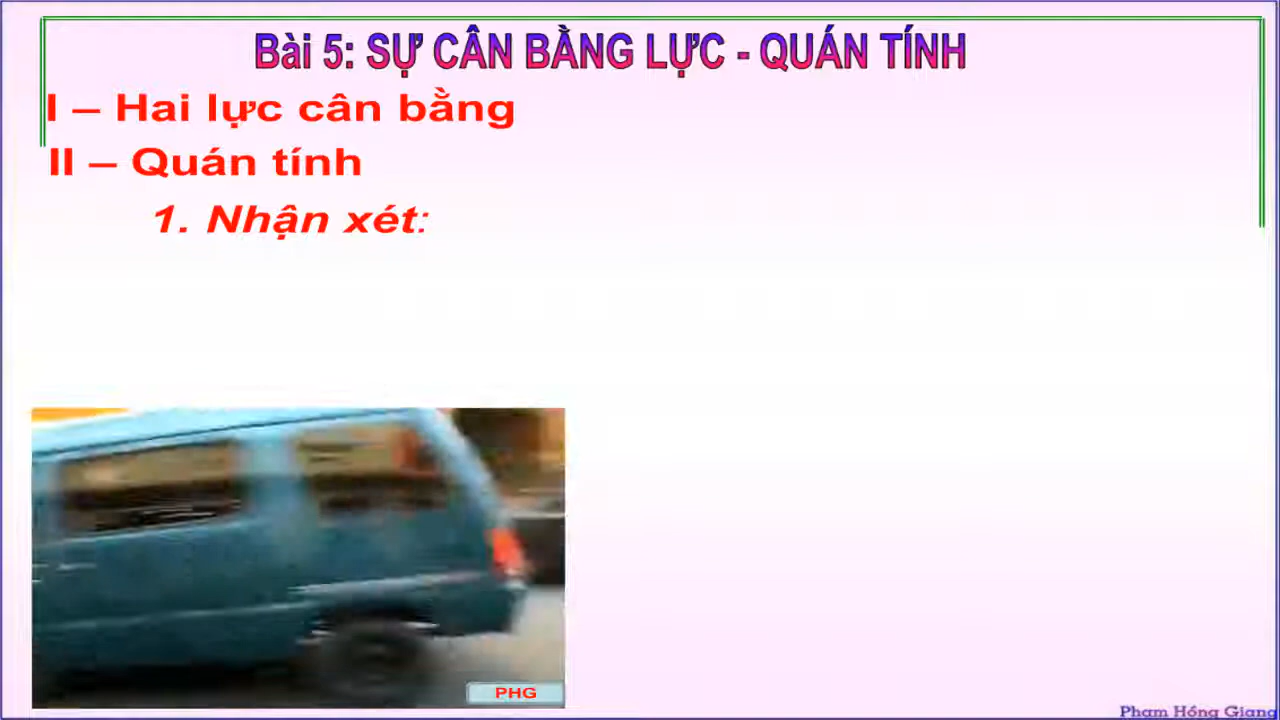 Bài 5: SỰ CÂN BẰNG LỰC - QUÁN TÍNH
I – Hai lực cân bằng
II – Quán tính
1. Nhận xét:
PHG
Phạm Hồng Giang